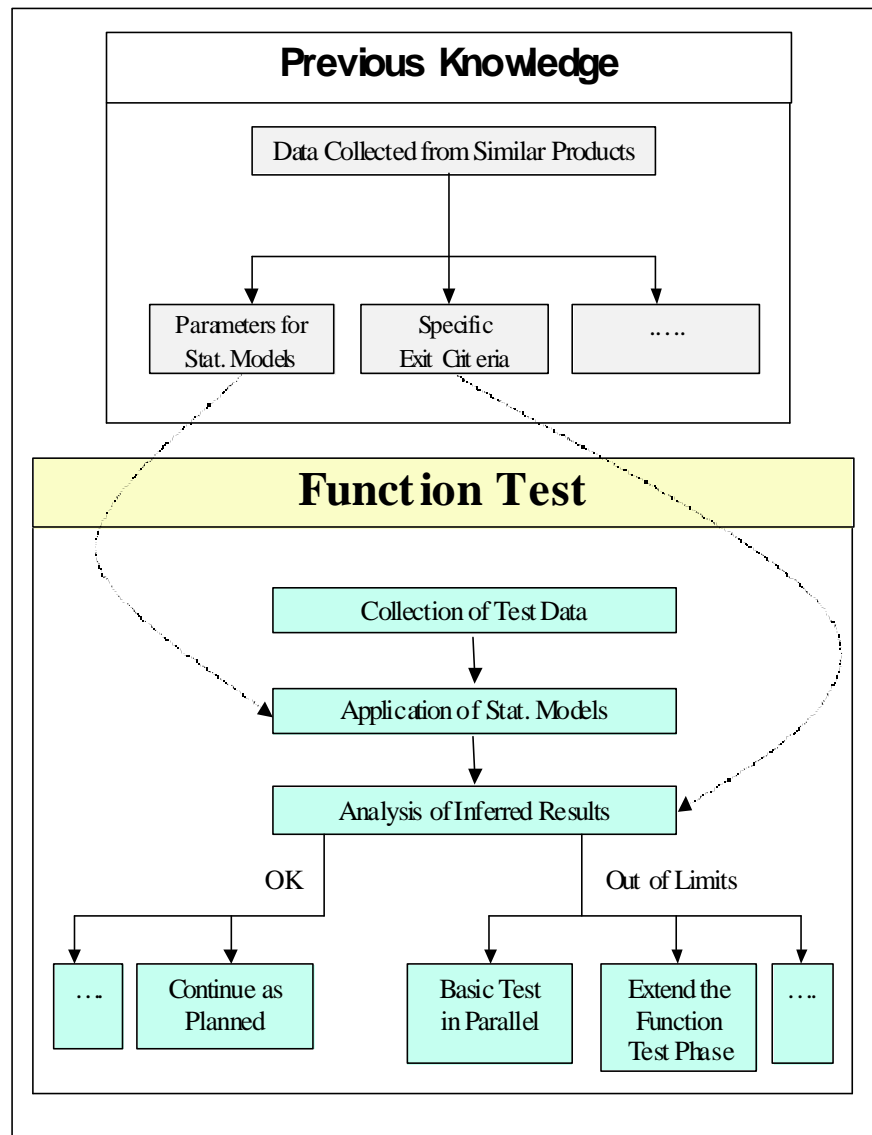 Previous Knowledge
Data Collected from Similar Products
Parameters for
Stat. Models
Specific
Exit Criteria
.....
Function Test
Collection of Test Data
Application of Stat. Models
Analysis of Inferred Results
OK
Out of Limits
....
Continue as
Planned
Basic Test
in Parallel
Extend the
Function
Test Phase
....